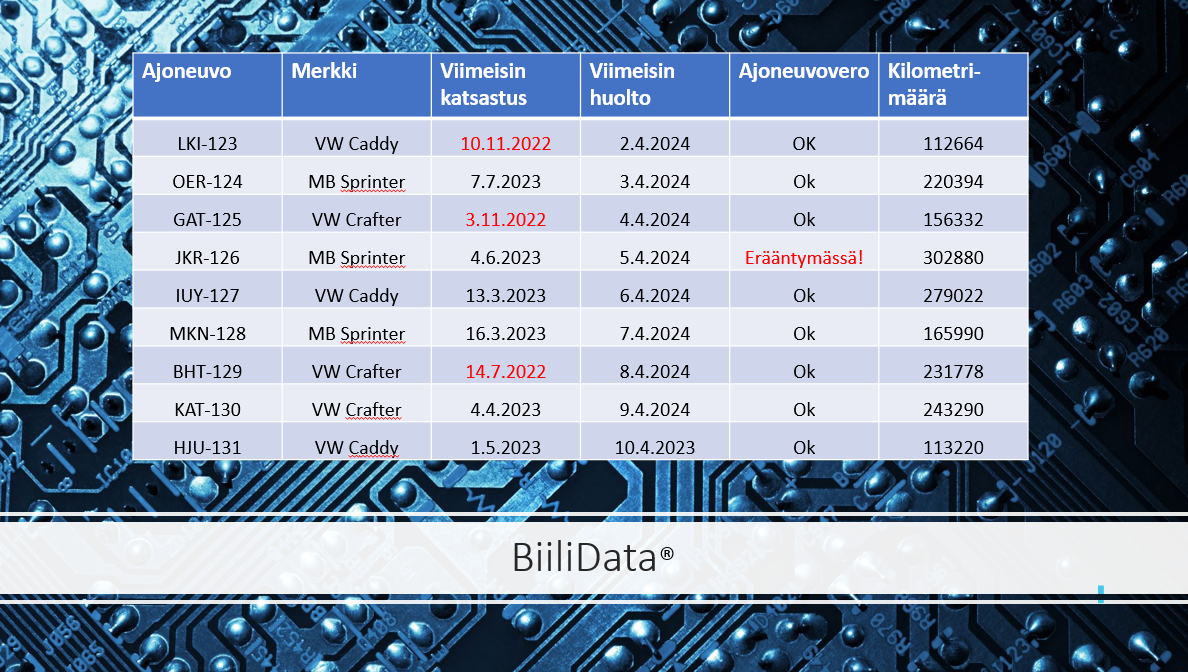 Ajoneuvo Merkki Viimeisin katsastus Viimeisin huolto Ajoneuvovero Kilometri-määrä
LKI-123 VW Caddy 10.11.2022 2.4.2024 OK 112664
OER-124 MB Sprinter 7.7.2023 3.4.2024 Ok 220394
GAT-125 VW Crafter 3.11.2022 4.4.2024 Ok 156332
JKR-126 MB Sprinter 4.6.2023 5.4.2024 Erääntymässä! 302880
IUY-127 VW Caddy 13.3.2023 6.4.2024 Ok 279022
MKN-128 MB Sprinter 16.3.2023 7.4.2024 Ok 165990
BHT-129 VW Crafter 14.7.2022 8.4.2024 Ok 231778
KAT-130 VW Crafter 4.4.2023 9.4.2024 Ok 243290
HJU-131 VW Caddy 1.5.2023 10.4.2023 Ok 113220
BiiliData®